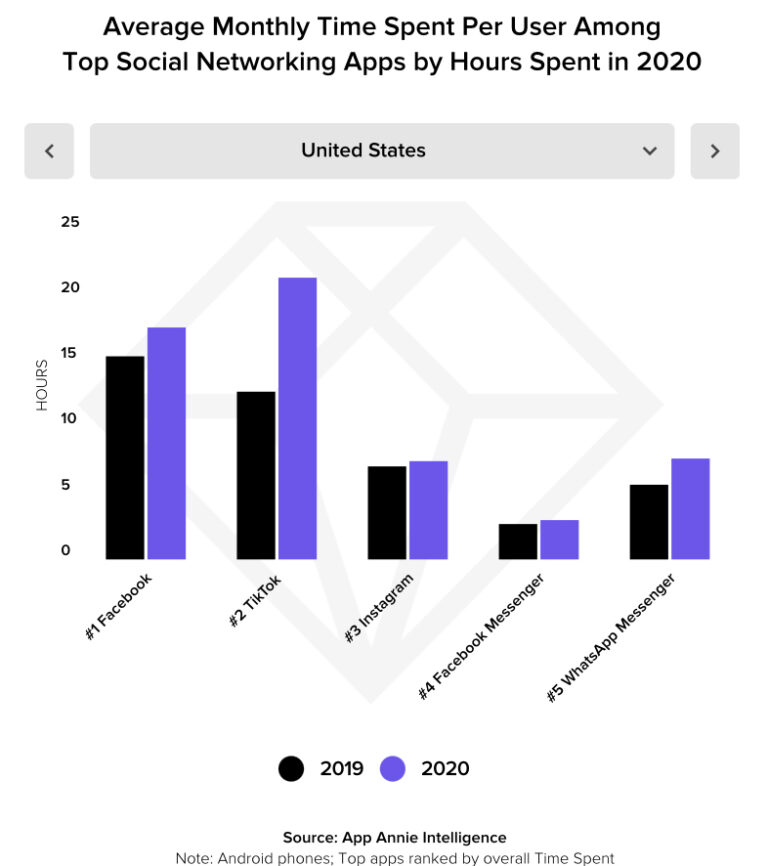 Average Monthly Time Spent Per User Among
Top Social Networking Apps by Hours Spent in 2020
United States
25
20
15
10
5
0
HOURS
#1 Facebook
#2 TikTok
#3 Instagram
#4 Facebook Messenger
#5 WhatsApp Messenger
2019
2020
Source: App Annie Intelligence
Note: Android phones; Top apps ranked by overall Time Spent